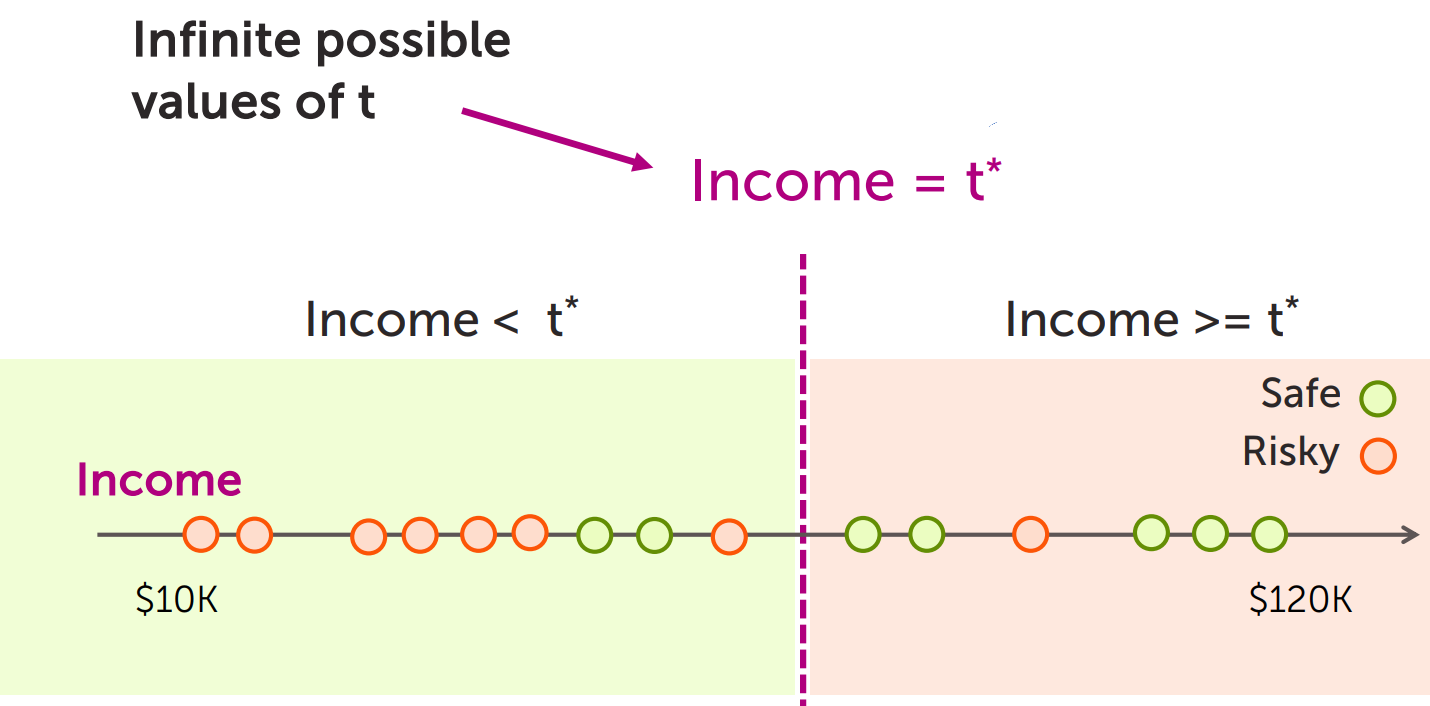 Infinite possible
values of t
Income = t*
Income < t*
Income >= t*
Safe
Risky
Income
$10K
$120K